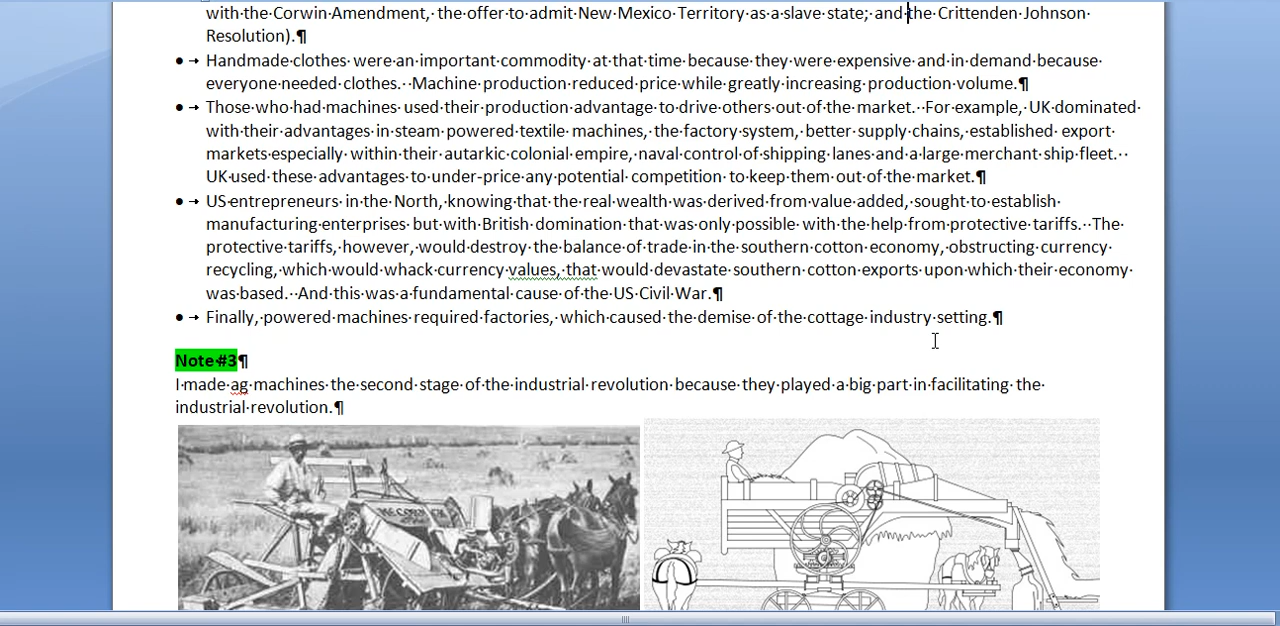 with the Corwin Amendment, the offer to admit New Mexico Territory as a slave state; and the Crittenden Johnson
Resolution).¶
• → Handmade clothes were an important commodity at that time because they were expensive and in demand because
everyone needed clothes.  Machine production reduced price while greatly increasing production volume.¶
• → Those who had machines used their production advantage to drive others out of the market.  For example, UK dominated
with their advantages in steam powered textile machines, the factory system, better supply chains, established export
markets especially within their autarkic colonial empire, naval control of shipping lanes and a large merchant ship fleet.
UK used these advantages to under-price any potential competition to keep them out of the market.¶
• → US entrepreneurs in the North, knowing that the real wealth was derived from value added, sought to establish
manufacturing enterprises but with British domination that was only possible with the help from protective tariffs.  The
protective tariffs, however, would destroy the balance of trade in the southern cotton economy, obstructing currency
recycling, which would whack currency values, that would devastate southern cotton exports upon which their economy
was based.  And this was a fundamental cause of the US Civil War.¶
• → Finally, powered machines required factories, which caused the demise of the cottage industry setting.¶
Note #3¶
I made ag machines the second stage of the industrial revolution because they played a big part in facilitating the
industrial revolution.¶